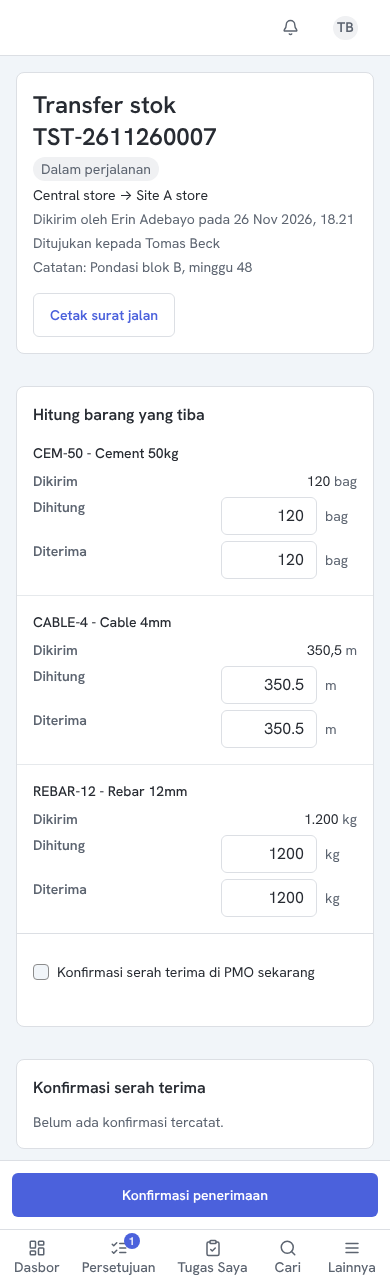 TB
Transfer stok
TST-2611260007
Dalam perjalanan
Central store → Site A store
Dikirim oleh Erin Adebayo pada 26 Nov 2026, 18.21
Ditujukan kepada Tomas Beck
Catatan: Pondasi blok B, minggu 48
Cetak surat jalan
Hitung barang yang tiba
CEM-50 - Cement 50kg
Dikirim 120 bag
Dihitung 120 bag
Diterima 120 bag
CABLE-4 - Cable 4mm
Dikirim 350,5 m
Dihitung 350.5 m
Diterima 350.5 m
REBAR-12 - Rebar 12mm
Dikirim 1.200 kg
Dihitung 1200 kg
Diterima 1200 kg
Konfirmasi serah terima di PMO sekarang
Konfirmasi serah terima
Belum ada konfirmasi tercatat.
Konfirmasi penerimaan
1
Dasbor Persetujuan Tugas Saya Cari Lainnya